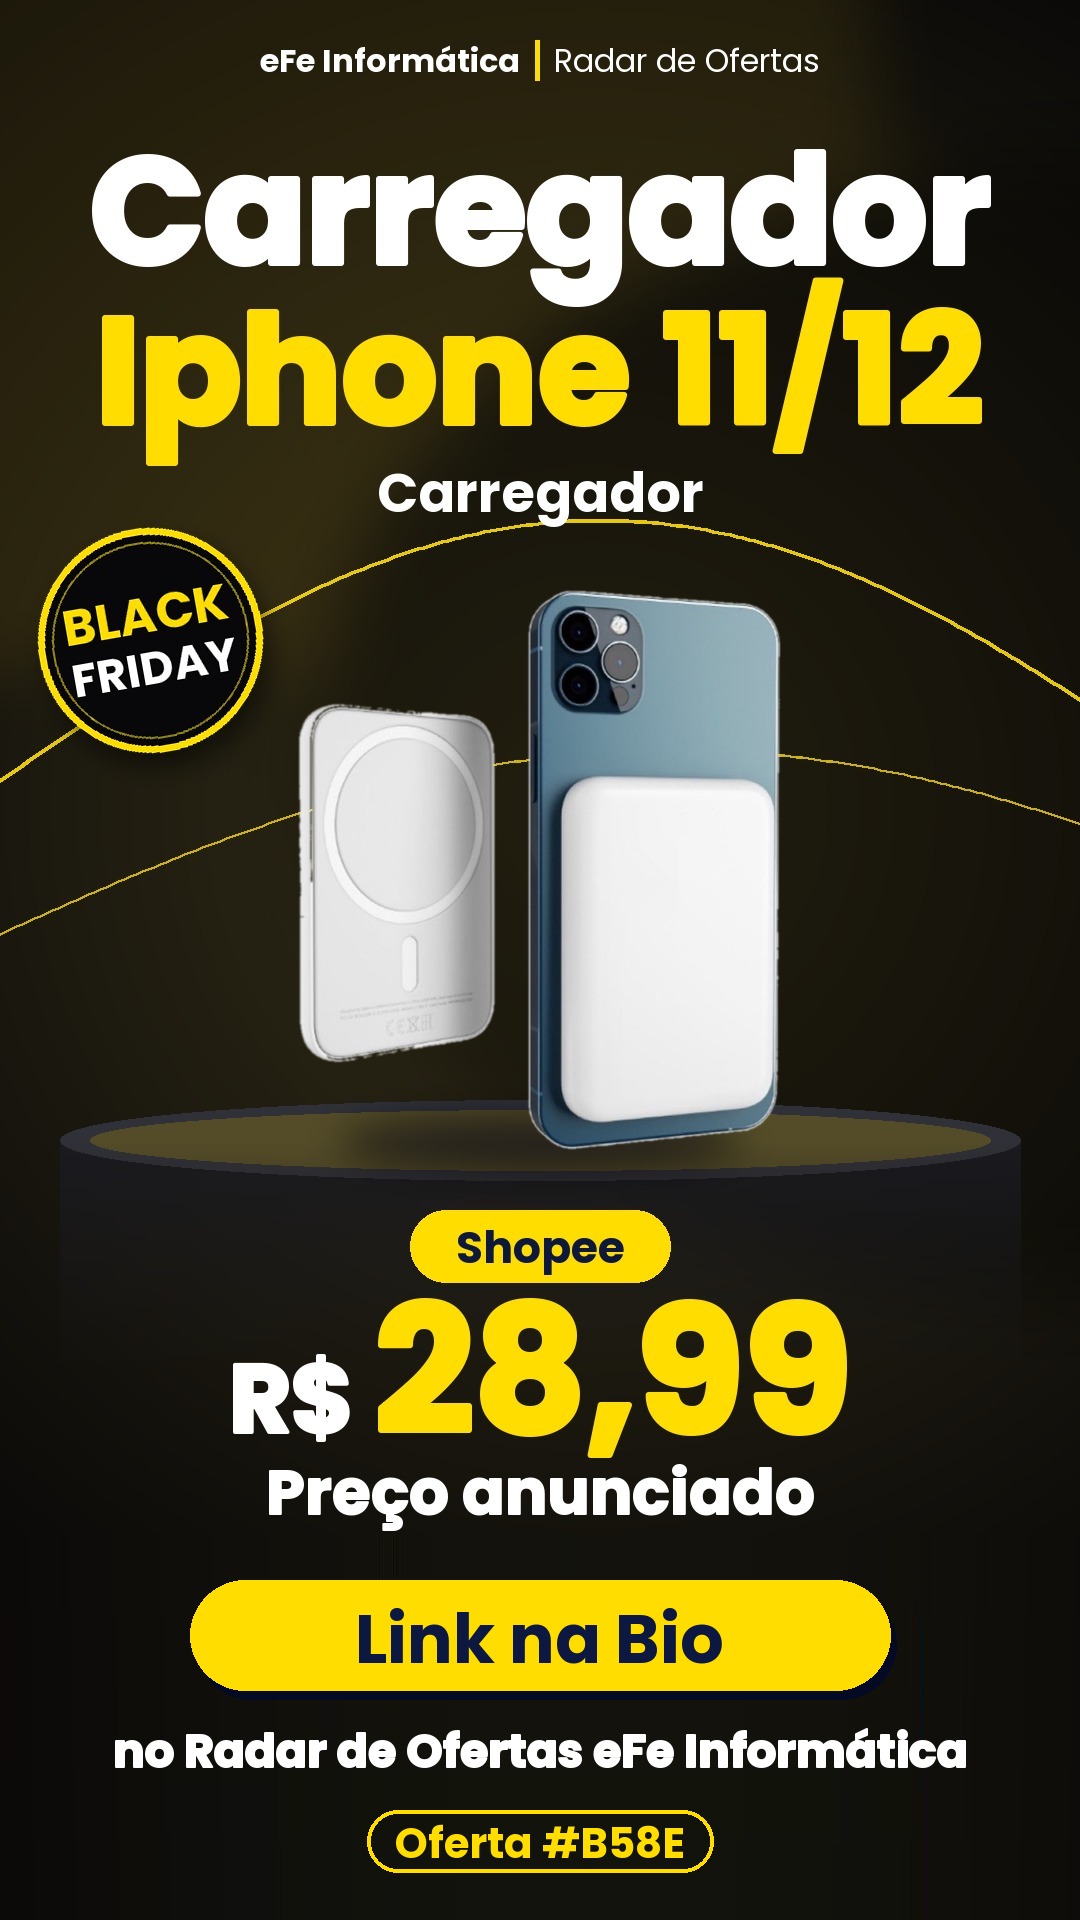 eFe Informática | Radar de Ofertas
Carregador
Iphone 11/12
Carregador
BLACK
FRIDAY
Shopee
R$ 28,99
Preço anunciado
Link na Bio
no Radar de Ofertas eFe Informática
Oferta #B58E